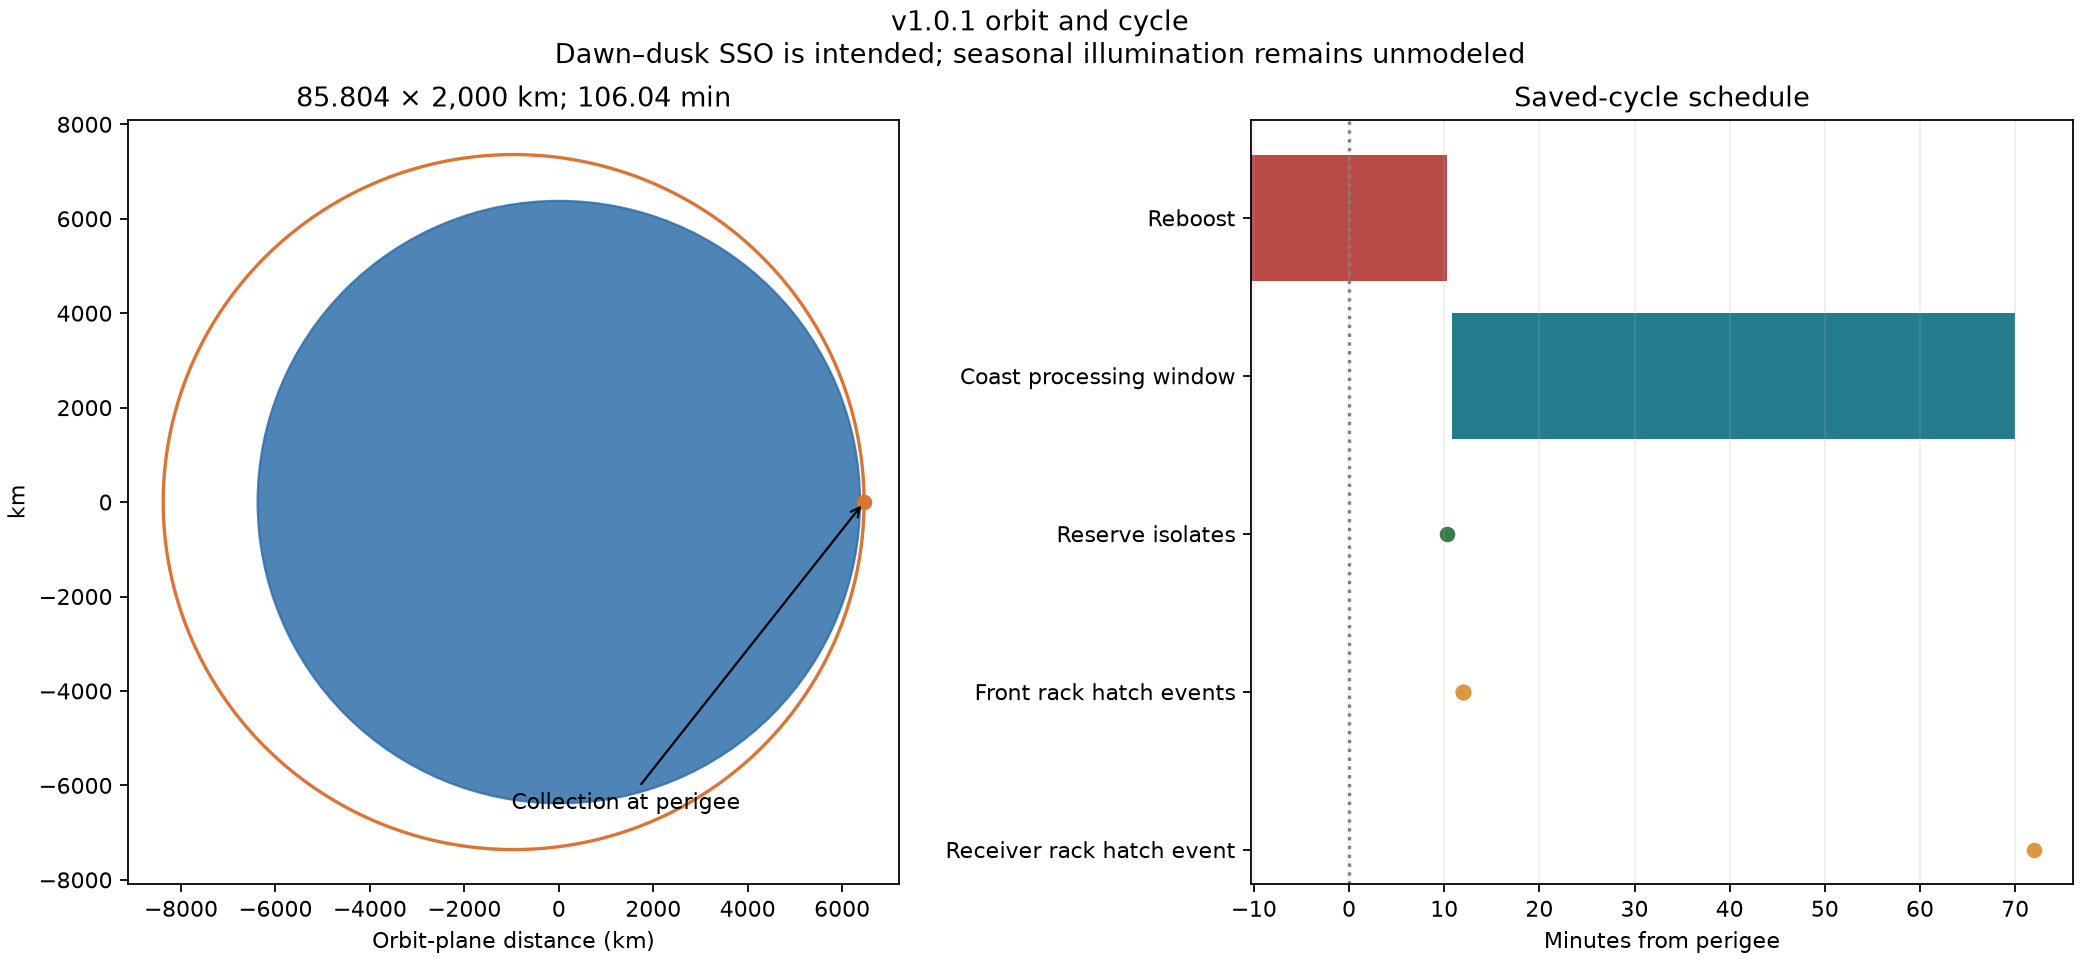 v1.0.1 orbit and cycle
Dawn–dusk SSO is intended; seasonal illumination remains unmodeled
85.804 × 2,000 km; 106.04 min
8000
6000
4000
2000
0
−2000
−4000
−6000
−8000
km
Collection at perigee
−8000 −6000 −4000 −2000 0 2000 4000 6000
Orbit-plane distance (km)
Saved-cycle schedule
Reboost
Coast processing window
Reserve isolates
Front rack hatch events
Receiver rack hatch event
−10 0 10 20 30 40 50 60 70
Minutes from perigee